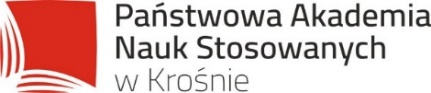 Państwowa Akademia
Nauk Stosowanych
w Krośnie